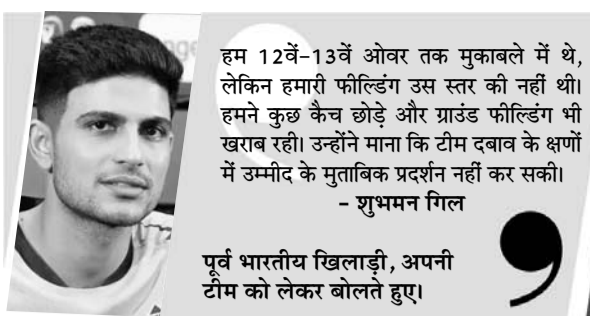 हम 12वें-13वें ओवर तक मुकाबले में थे,
लेकिन हमारी फील्डिंग उस स्तर की नहीं थी।
हमने कुछ कैच छोड़े और ग्राउंड फील्डिंग भी
खराब रही। उन्होंने माना कि टीम दबाव के क्षणों
में उम्मीद के मुताबिक प्रदर्शन नहीं कर सकी।
- शुभमन गिल
पूर्व भारतीय खिलाड़ी, अपनी
टीम को लेकर बोलते हुए।